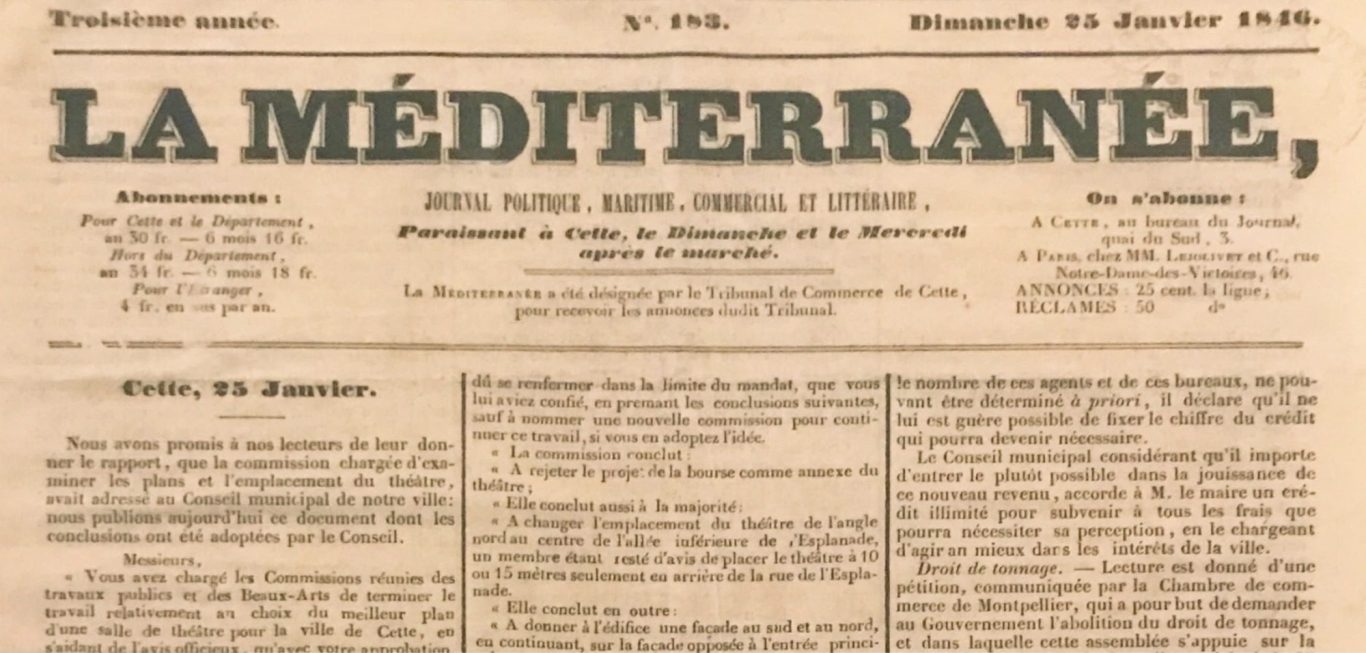 Troisième année.
N°. 183.
Dimanche 25 Janvier 1846.
LA MÉDITERRANÉE,
Abonnements :
Pour Cette et le Département,
an 30 fr. — 6 mois 16 fr.
Hors du Département,
an 34 fr. — 6 mois 18 fr.
Pour l'Etranger,
4 fr. en sus par an.
JOURNAL POLITIQUE, MARITIME, COMMERCIAL ET LITTÉRAIRE,
Paraissant à Cette, le Dimanche et le Mercredi
après le marché.
La MÉDITERRANÉE a été désignée par le Tribunal de Commerce de Cette,
pour recevoir les annonces dudit Tribunal.
On s'abonne :
A CETTE, au bureau du Journal,
quai du Sud, 3.
A PARIS, chez MM. LEJOLIVET et C., rue
Notre-Dame-des-Victoires, 46.
ANNONCES : 25 cent. la ligne;
RÉCLAMES : 50 d°
Cette, 25 Janvier.
Nous avons promis à nos lecteurs de leur don-
ner le rapport, que la commission chargée d'exa-
miner les plans et l'emplacement du théâtre,
avait adressé au Conseil municipal de notre ville:
nous publions aujourd'hui ce document dont les
conclusions ont été adoptées par le Conseil.
Messieurs,
« Vous avez chargé les Commissions réunies des
travaux publics et des Beaux-Arts de terminer le
travail relativement au choix du meilleur plan
d'une salle de théâtre pour la ville de Cette, en
s'aidant de l'avis officieux, qu'avec votre approbation
dû se renfermer dans la limite du mandat, que vous
lui aviez confié, en prenant les conclusions suivantes,
sauf à nommer une nouvelle commission pour conti-
nuer ce travail, si vous en adoptez l'idée.
« La commission conclut :
« A rejeter le projet de la bourse comme annexe du
théâtre;
« Elle conclut aussi à la majorité:
« A changer l'emplacement du théâtre de l'angle
nord au centre de l'allée inférieure de l'Esplanade,
un membre étant resté d'avis de placer le théâtre à 10
ou 15 mètres seulement en arrière de la rue de l'Espla-
nade.
« Elle conclut en outre:
« A donner à l'édifice une façade au sud et au nord,
en continuant, sur la façade opposée à l'entrée princi-
le nombre de ces agents et de ces bureaux, ne pou-
vant être déterminé à priori, il déclare qu'il ne
lui est guère possible de fixer le chiffre du crédit
qui pourra devenir nécessaire.
Le Conseil municipal considérant qu'il importe
d'entrer le plutôt possible dans la jouissance de
ce nouveau revenu, accorde à M. le maire un cré-
dit illimité pour subvenir à tous les frais que
pourra nécessiter sa perception, en le chargeant
d'agir an mieux dars les intérêts de la ville.
Droit de tonnage. — Lecture est donné d'une
pétition, communiquée par la Chambre de com-
merce de Montpellier, qui a pour but de demander
au Gouvernement l'abolition du droit de tonnage,
et dans laquelle cette assemblée s'appuie sur la